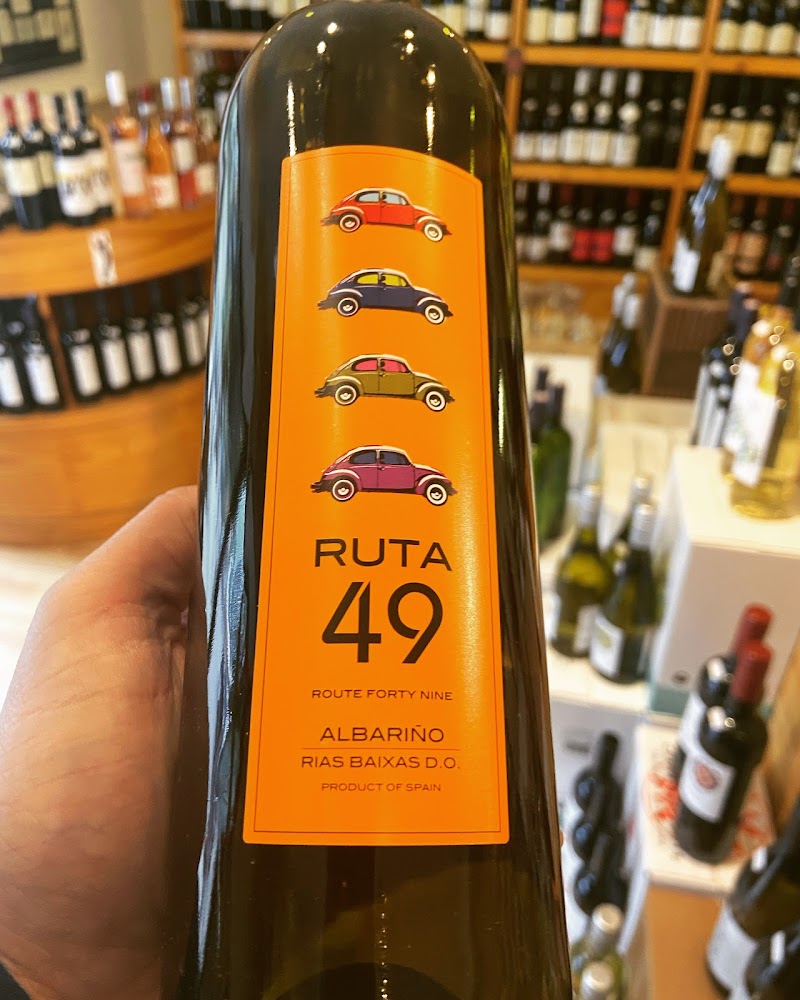 RUTA
49
ROUTE FORTY NINE
ALBARIÑO
RIAS BAIXAS D.O.
PRODUCT OF SPAIN